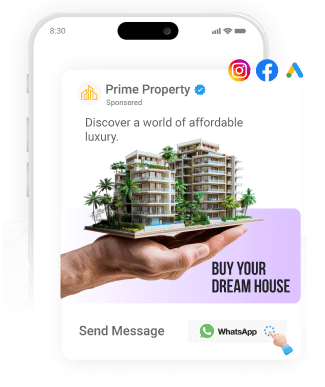 8:30
Prime Property
Sponsored
Discover a world of affordable
luxury.
BUY YOUR
DREAM HOUSE
Send Message
WhatsApp